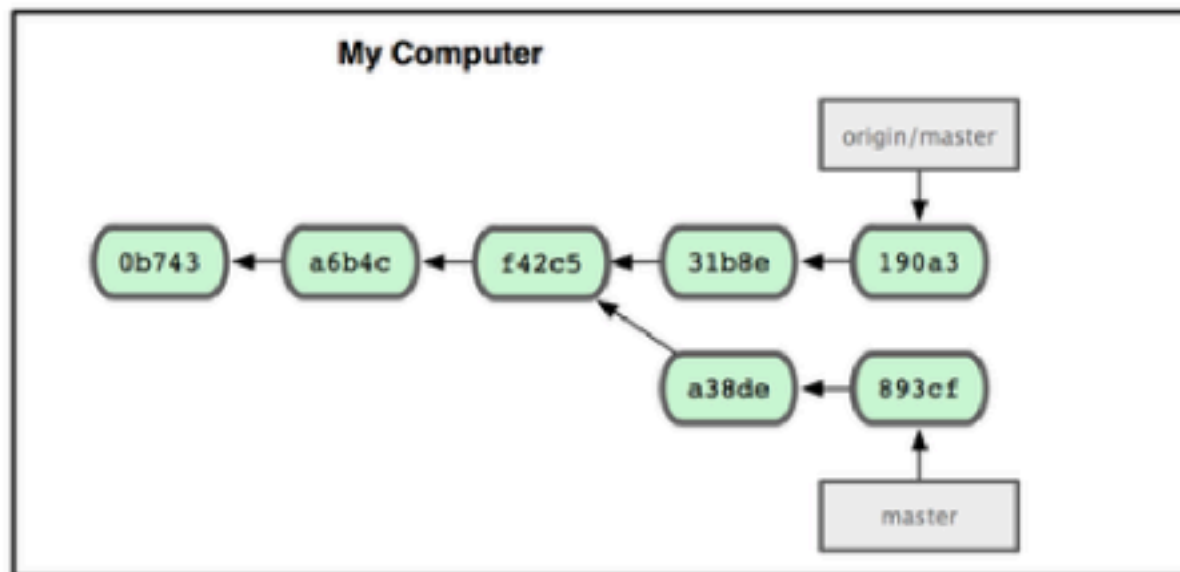 My Computer
origin/master
0b743 a6b4c f42c5 31b8e 190a3
a38de 893cf
master